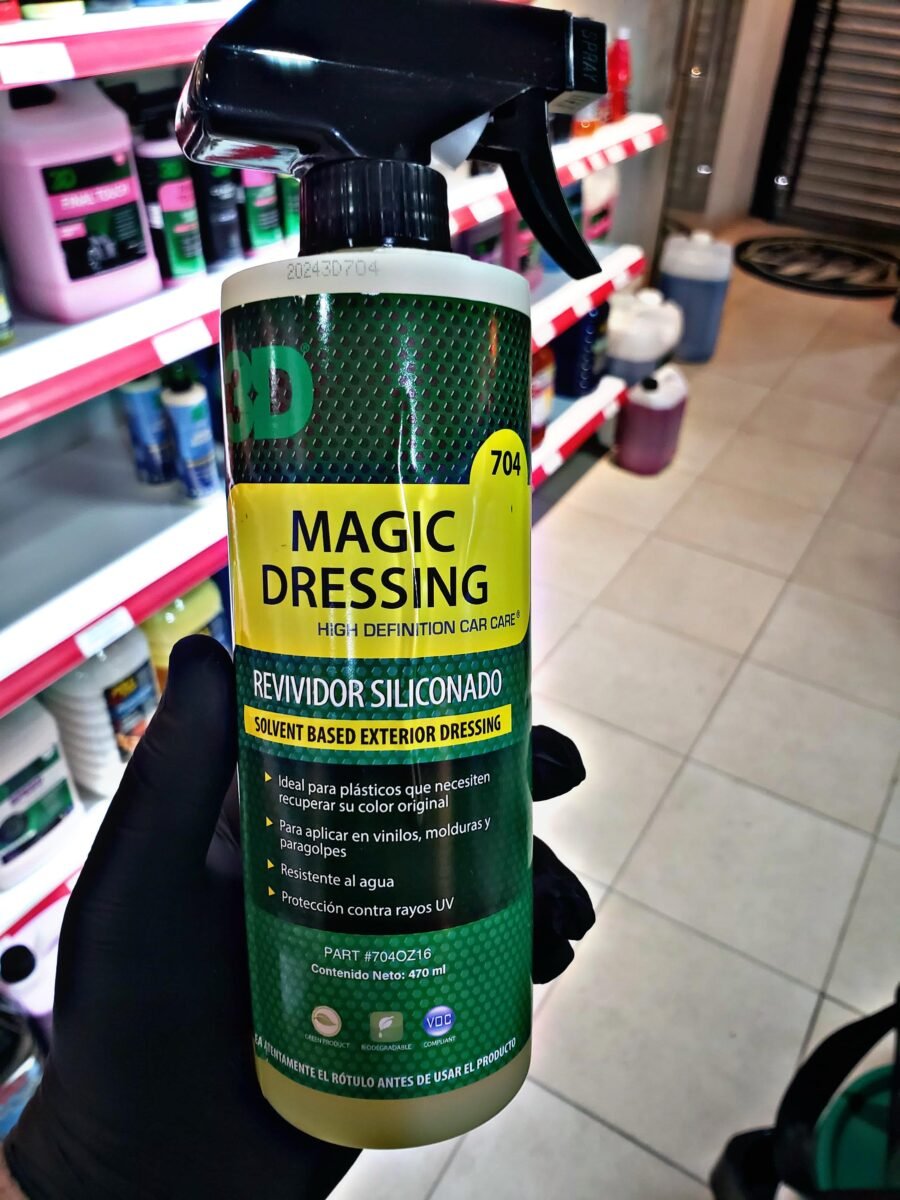 SPRAY
3D
FINAL TOUCH
20243D704
3D®
704
MAGIC
DRESSING
HIGH DEFINITION CAR CARE®
REVIVIDOR SILICONADO
SOLVENT BASED EXTERIOR DRESSING
Ideal para plásticos que necesiten
recuperar su color original
Para aplicar en vinilos, molduras y
paragolpes
Resistente al agua
Protección contra rayos UV
PART #704OZ16
Contenido Neto: 470 ml
VOC
GREEN PRODUCT BIODEGRADABLE COMPLIANT
ATENTAMENTE EL RÓTULO ANTES DE USAR EL PRODUCTO